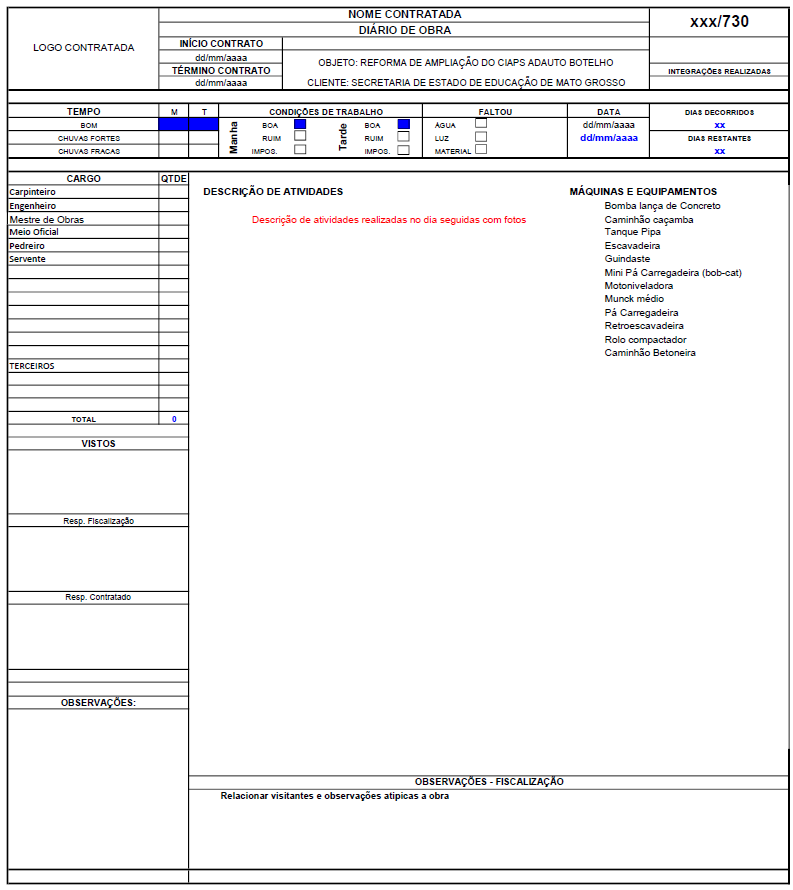 NOME CONTRATADA
xxx/730
DIÁRIO DE OBRA
LOGO CONTRATADA
INÍCIO CONTRATO
dd/mm/aaaa
OBJETO: REFORMA DE AMPLIAÇÃO DO CIAPS ADAUTO BOTELHO
TÉRMINO CONTRATO
INTEGRAÇÕES REALIZADAS
dd/mm/aaaa
CLIENTE: SECRETARIA DE ESTADO DE EDUCAÇÃO DE MATO GROSSO
TEMPO M T CONDIÇÕES DE TRABALHO FALTOU DATA DIAS DECORRIDOS
BOM Manha BOA Tarde BOA ÁGUA dd/mm/aaaa xx
CHUVAS FORTES RUIM RUIM LUZ dd/mm/aaaa DIAS RESTANTES
CHUVAS FRACAS IMPOS. IMPOS. MATERIAL xx
CARGO QTDE
DESCRIÇÃO DE ATIVIDADES MÁQUINAS E EQUIPAMENTOS
Carpinteiro
Engenheiro Bomba lança de Concreto
Mestre de Obras Descrição de atividades realizadas no dia seguidas com fotos Caminhão caçamba
Meio Oficial Tanque Pipa
Pedreiro Escavadeira
Servente Guindaste
Mini Pá Carregadeira (bob-cat)
Motoniveladora
Munck médio
Pá Carregadeira
Retroescavadeira
Rolo compactador
Caminhão Betoneira
TERCEIROS
TOTAL 0
VISTOS
Resp. Fiscalização
Resp. Contratado
OBSERVAÇÕES:
OBSERVAÇÕES - FISCALIZAÇÃO
Relacionar visitantes e observações atipicas a obra